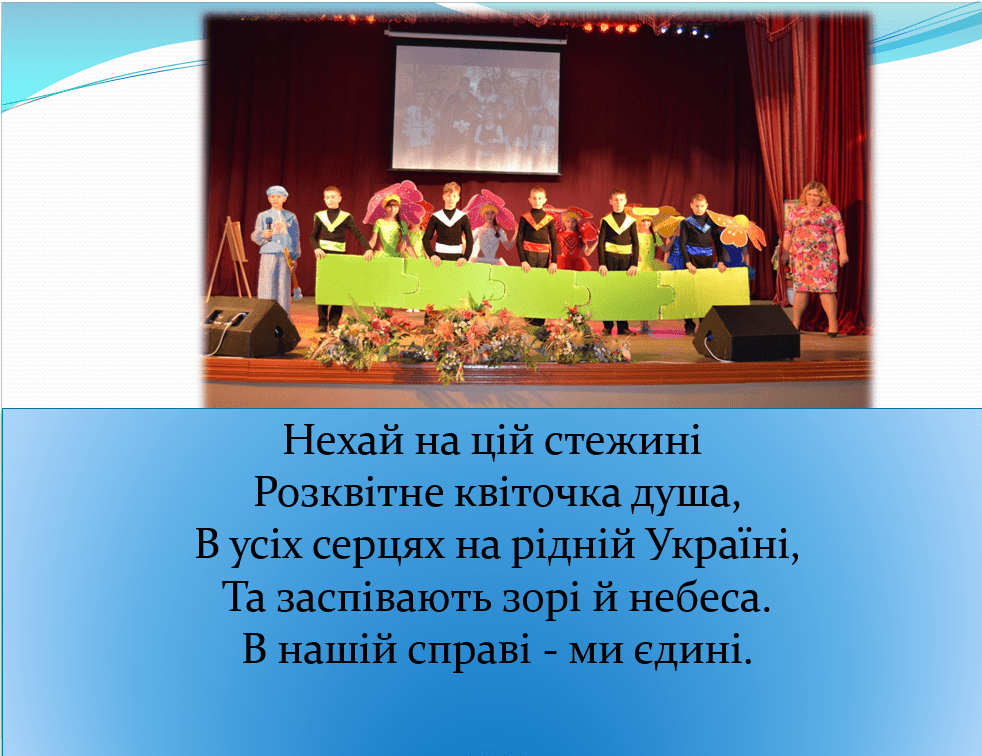 Нехай на цій стежині
Розквітне квіточка душа,
В усіх серцях на рідній Україні,
Та заспівають зорі й небеса.
В нашій справі - ми єдині.